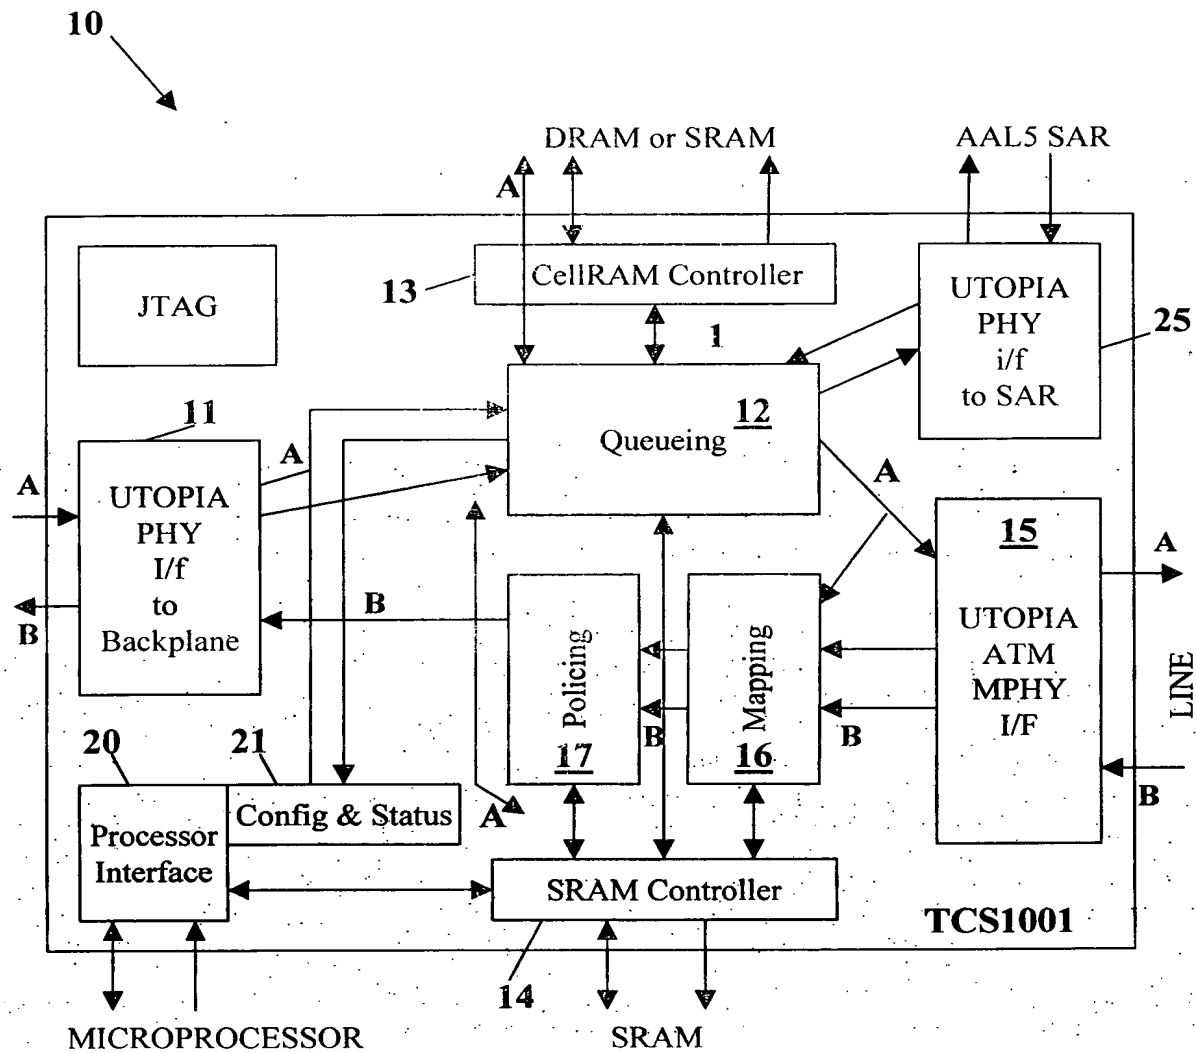 10
DRAM or SRAM
AAL5 SAR
A
JTAG
13
CellRAM Controller
UTOPIA
PHY
i/f
to SAR
25
1
11
12
Queueing
A
A
A
UTOPIA
PHY
I/f
to
Backplane
15
A
B
B
Policing
17
B
Mapping
16
B
UTOPIA
ATM
MPHY
I/F
LINE
B
20
21
Config & Status
A
Processor
Interface
SRAM Controller
TCS1001
14
MICROPROCESSOR
SRAM